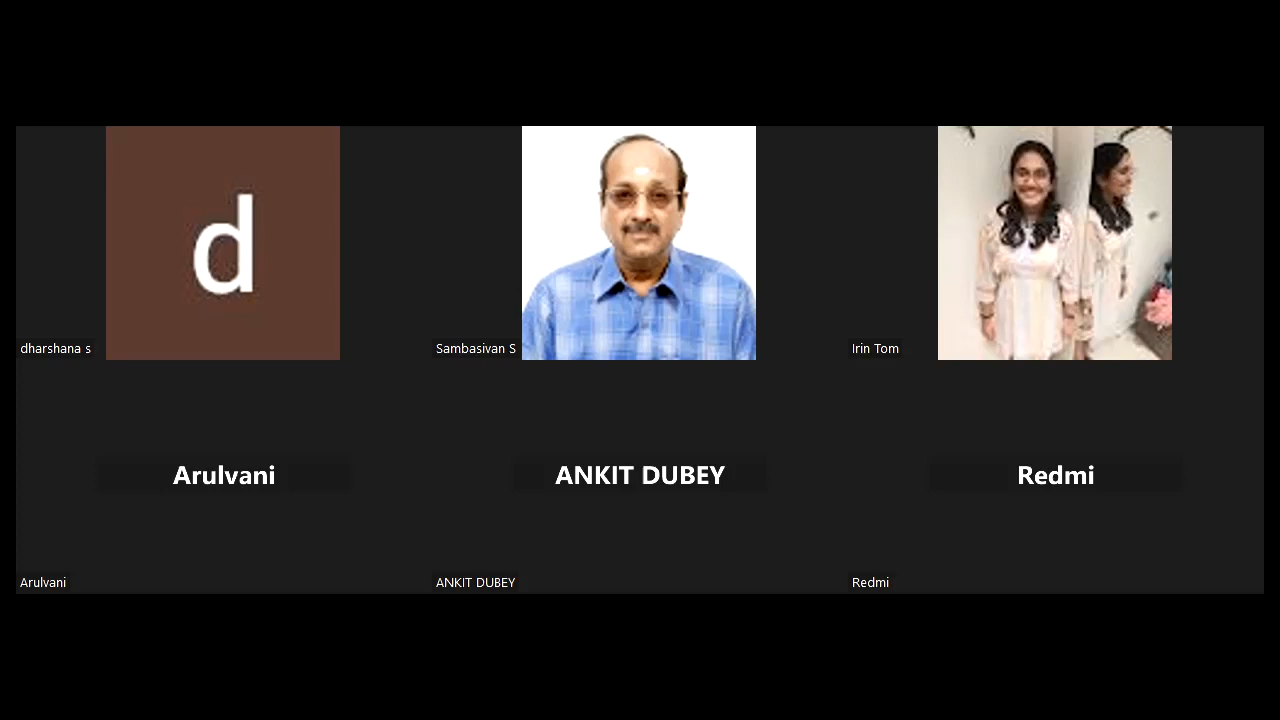 d
dharshana s
Sambasivan S
Irin Tom
Arulvani
ANKIT DUBEY
Redmi
Arulvani
ANKIT DUBEY
Redmi